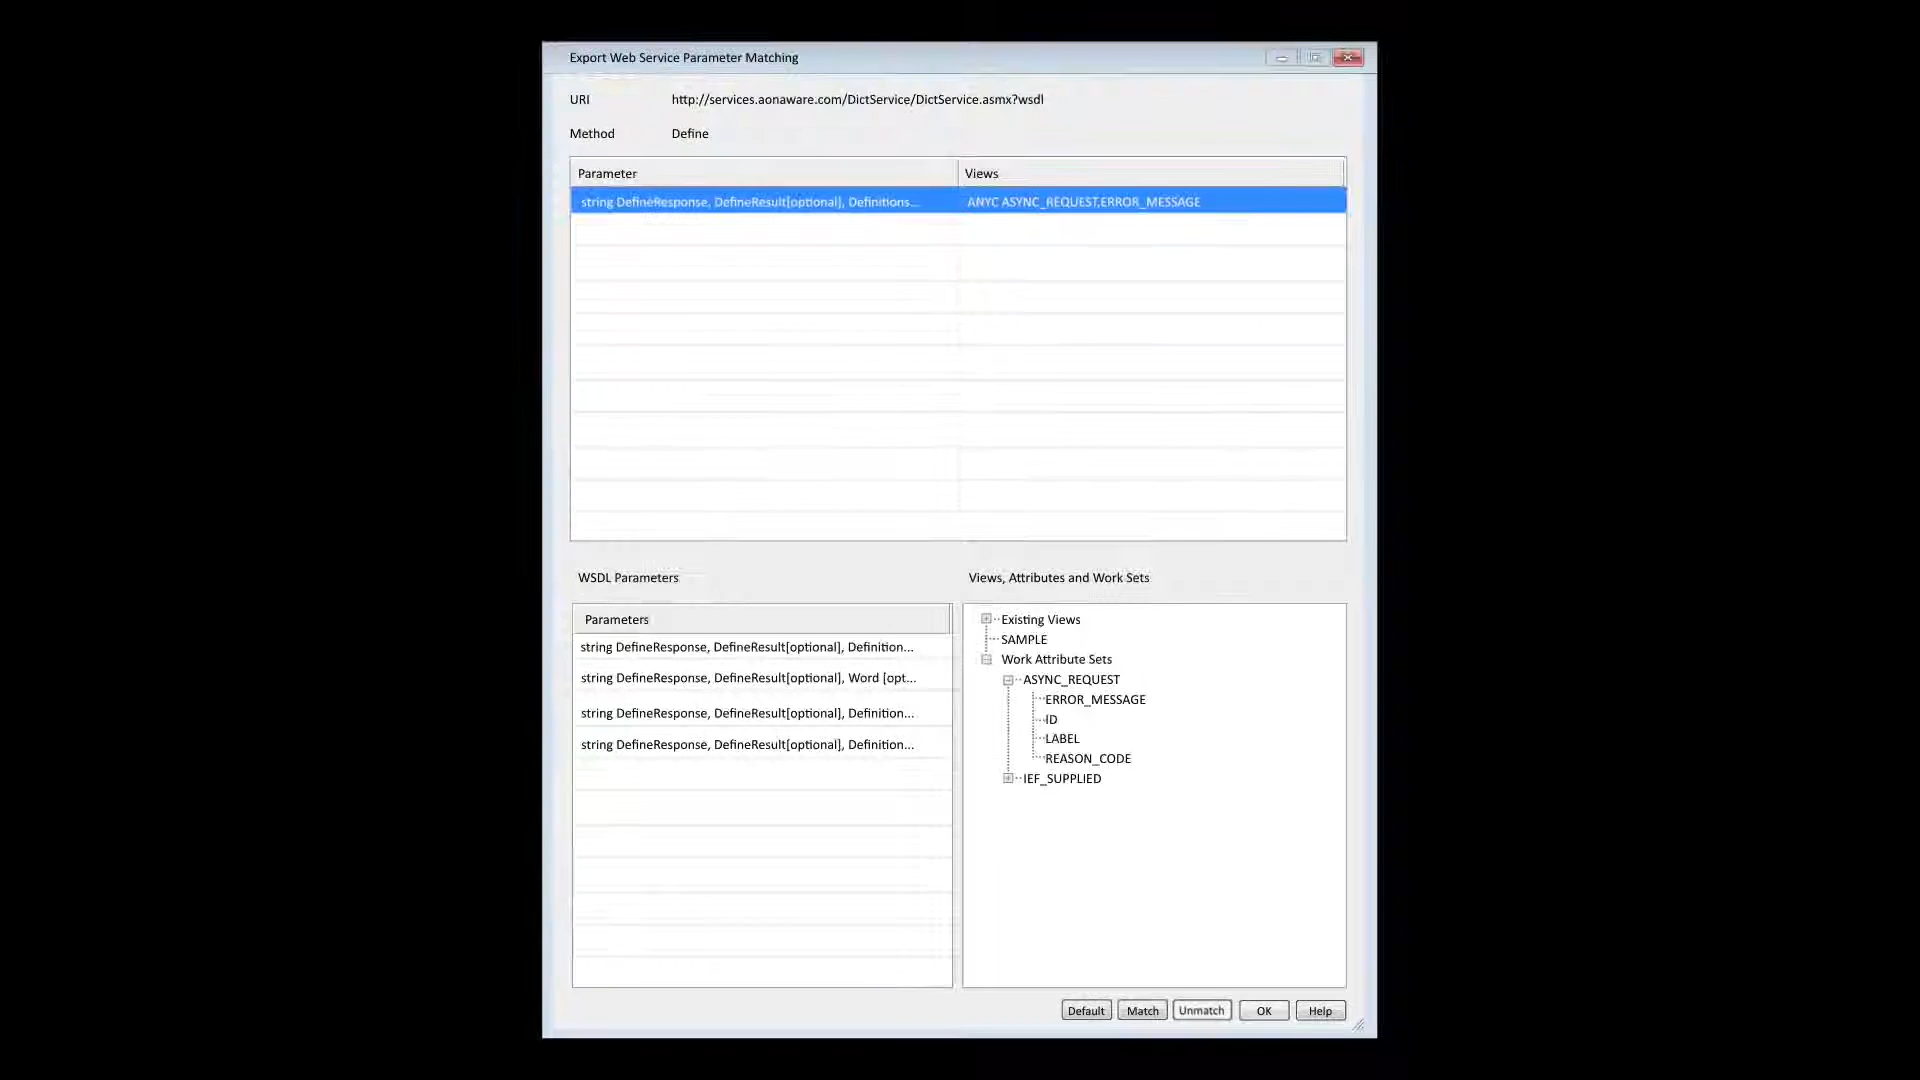 Export Web Service Parameter Matching
URI http://services.aonaware.com/DictService/DictService.asmx?wsdl
Method Define
Parameter Views
string DefineResponse, DefineResult[optional], Definitions... ANYC ASYNC_REQUEST,ERROR_MESSAGE
WSDL Parameters Views, Attributes and Work Sets
Parameters
string DefineResponse, DefineResult[optional], Definition...
string DefineResponse, DefineResult[optional], Word [opt...
string DefineResponse, DefineResult[optional], Definition...
string DefineResponse, DefineResult[optional], Definition...
Existing Views
SAMPLE
Work Attribute Sets
ASYNC_REQUEST
ERROR_MESSAGE
ID
LABEL
REASON_CODE
IEF_SUPPLIED
Default Match Unmatch OK Help